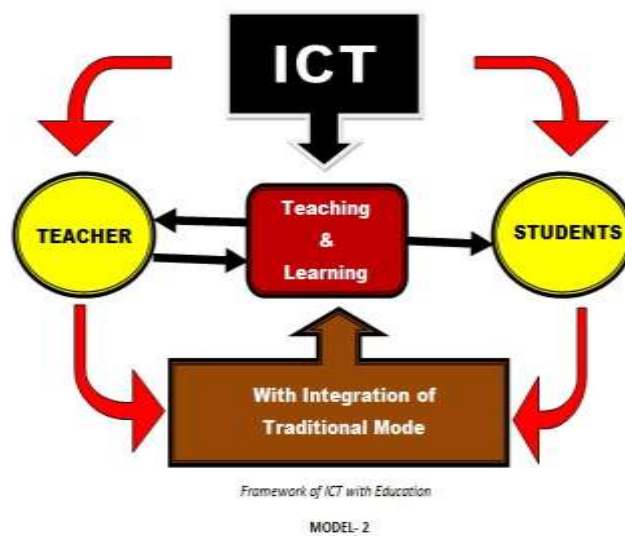 ICT
TEACHER
Teaching
&
Learning
STUDENTS
With Integration of
Traditional Mode
Framework of ICT with Education
MODEL- 2